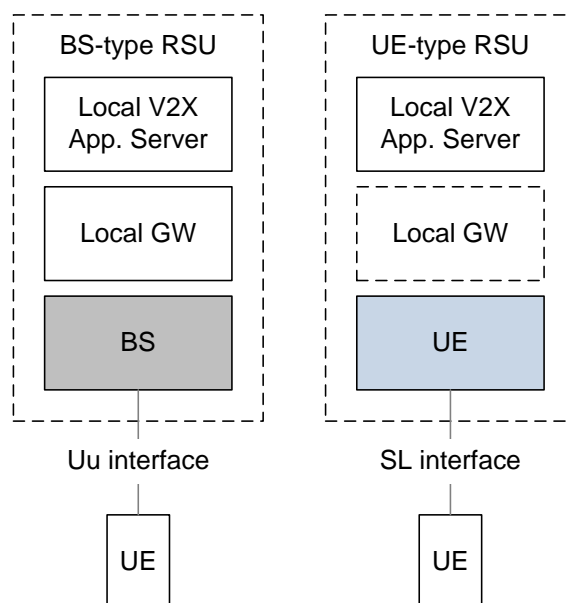 BS-type RSU
Local V2X
App. Server
Local GW
BS
Uu interface
UE
UE-type RSU
Local V2X
App. Server
Local GW
UE
SL interface
UE